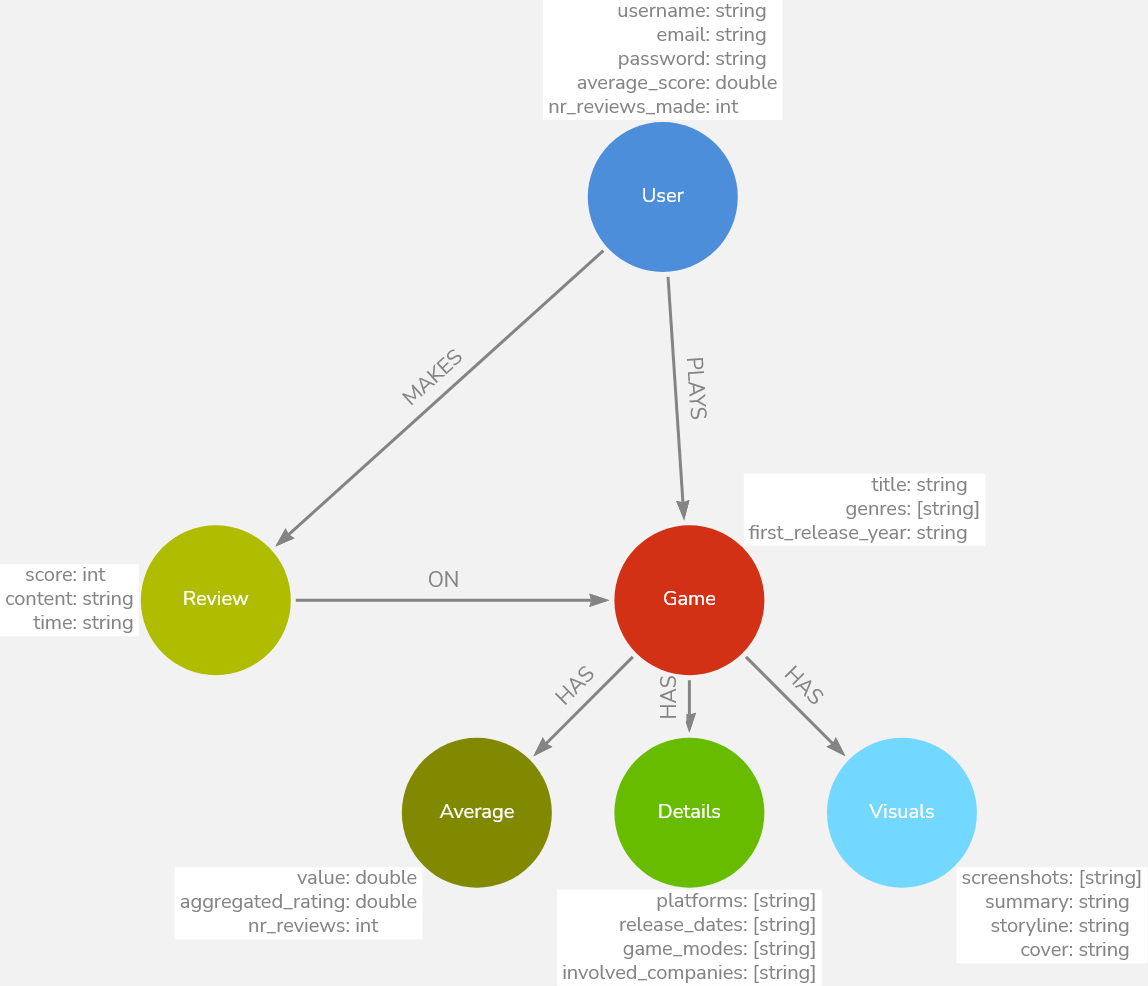 username: string
email: string
password: string
average_score: double
nr_reviews_made: int
User
MAKES
PLAYS
title: string
genres: [string]
first_release_year: string
score: int
content: string
time: string
Review
ON
Game
HAS
HAS
HAS
Average
Details
Visuals
value: double
aggregated_rating: double
nr_reviews: int
platforms: [string]
release_dates: [string]
game_modes: [string]
involved_companies: [string]
screenshots: [string]
summary: string
storyline: string
cover: string